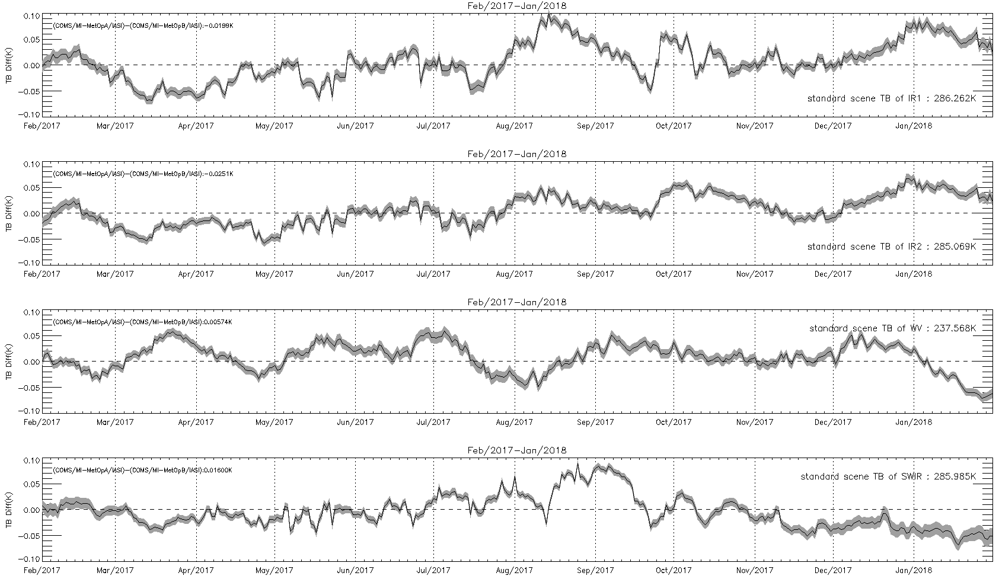 Feb/2017-Jan/2018
(COMS/MI-MetOpA/IASI)-(COMS/MI-MetOpB/IASI):-0.0199K
0.10
0.05
0.00
-0.05
-0.10
TB Diff(K)
standard scene TB of IR1 : 286.262K
Feb/2017 Mar/2017 Apr/2017 May/2017 Jun/2017 Jul/2017 Aug/2017 Sep/2017 Oct/2017 Nov/2017 Dec/2017 Jan/2018
Feb/2017-Jan/2018
(COMS/MI-MetOpA/IASI)-(COMS/MI-MetOpB/IASI):-0.0251K
0.10
0.05
0.00
-0.05
-0.10
TB Diff(K)
standard scene TB of IR2 : 285.069K
Feb/2017 Mar/2017 Apr/2017 May/2017 Jun/2017 Jul/2017 Aug/2017 Sep/2017 Oct/2017 Nov/2017 Dec/2017 Jan/2018
Feb/2017-Jan/2018
(COMS/MI-MetOpA/IASI)-(COMS/MI-MetOpB/IASI):0.00574K
standard scene TB of WV : 237.568K
0.10
0.05
0.00
-0.05
-0.10
TB Diff(K)
Feb/2017 Mar/2017 Apr/2017 May/2017 Jun/2017 Jul/2017 Aug/2017 Sep/2017 Oct/2017 Nov/2017 Dec/2017 Jan/2018
Feb/2017-Jan/2018
(COMS/MI-MetOpA/IASI)-(COMS/MI-MetOpB/IASI):0.01600K
standard scene TB of SWIR : 285.985K
0.10
0.05
0.00
-0.05
-0.10
TB Diff(K)
Feb/2017 Mar/2017 Apr/2017 May/2017 Jun/2017 Jul/2017 Aug/2017 Sep/2017 Oct/2017 Nov/2017 Dec/2017 Jan/2018